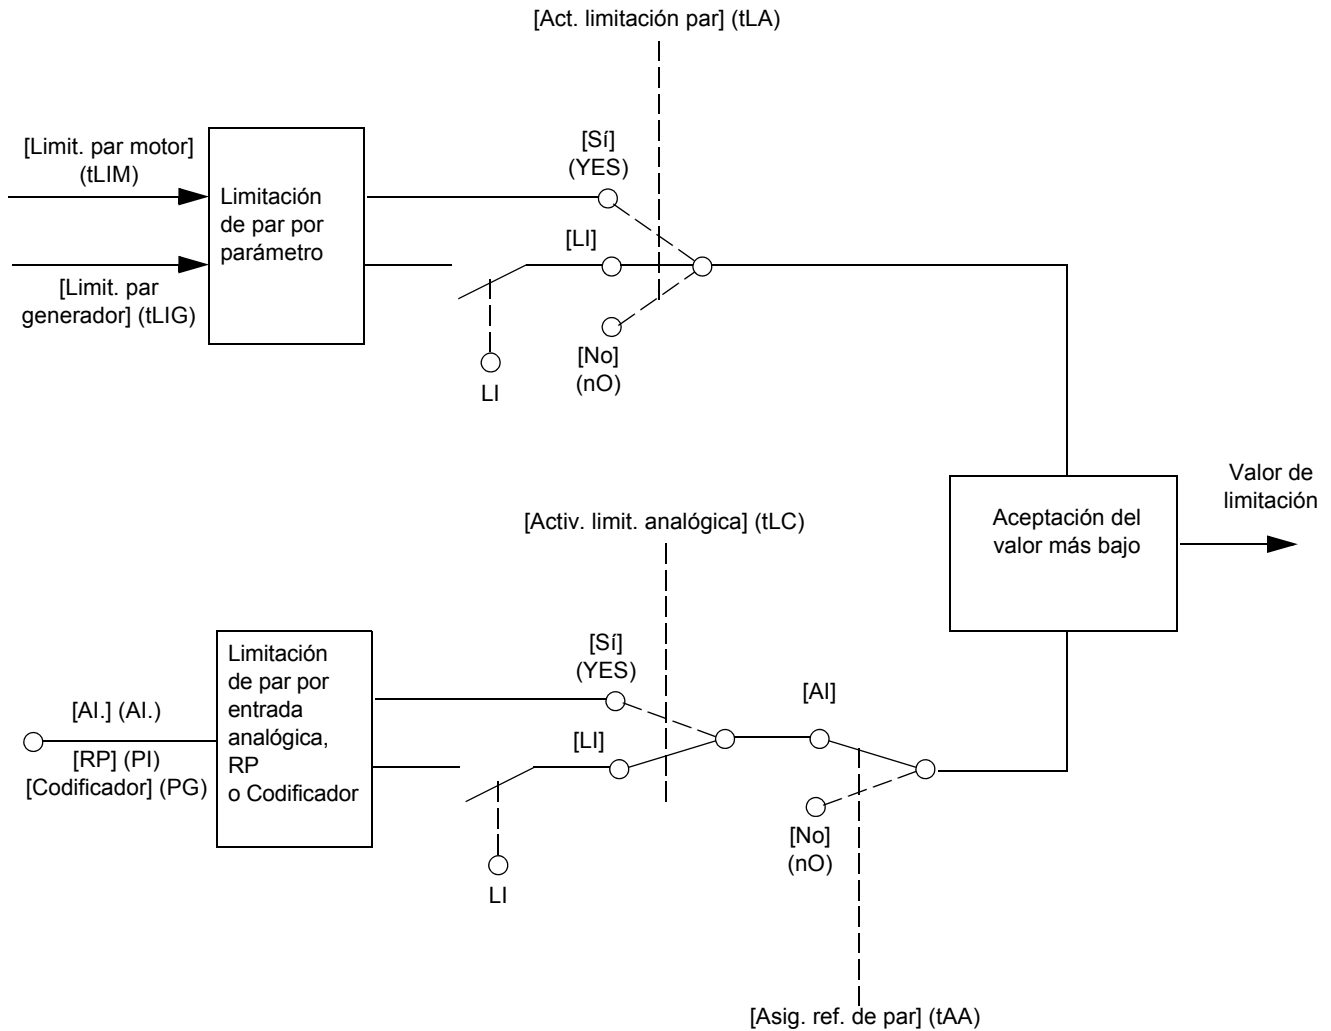 [Act. limitación par] (tLA)
[Limit. par motor]
(tLIM)
[Limit. par
generador] (tLIG)
Limitación
de par por
parámetro
[Sí]
(YES)
[LI]
[No]
(nO)
LI
Aceptación del
valor más bajo
Valor de
limitación
[Activ. limit. analógica] (tLC)
[AI.] (AI.)
[RP] (PI)
[Codificador] (PG)
Limitación
de par por
entrada
analógica,
RP
o Codificador
[Sí]
(YES)
[LI]
LI
[AI]
[No]
(nO)
[Asig. ref. de par] (tAA)